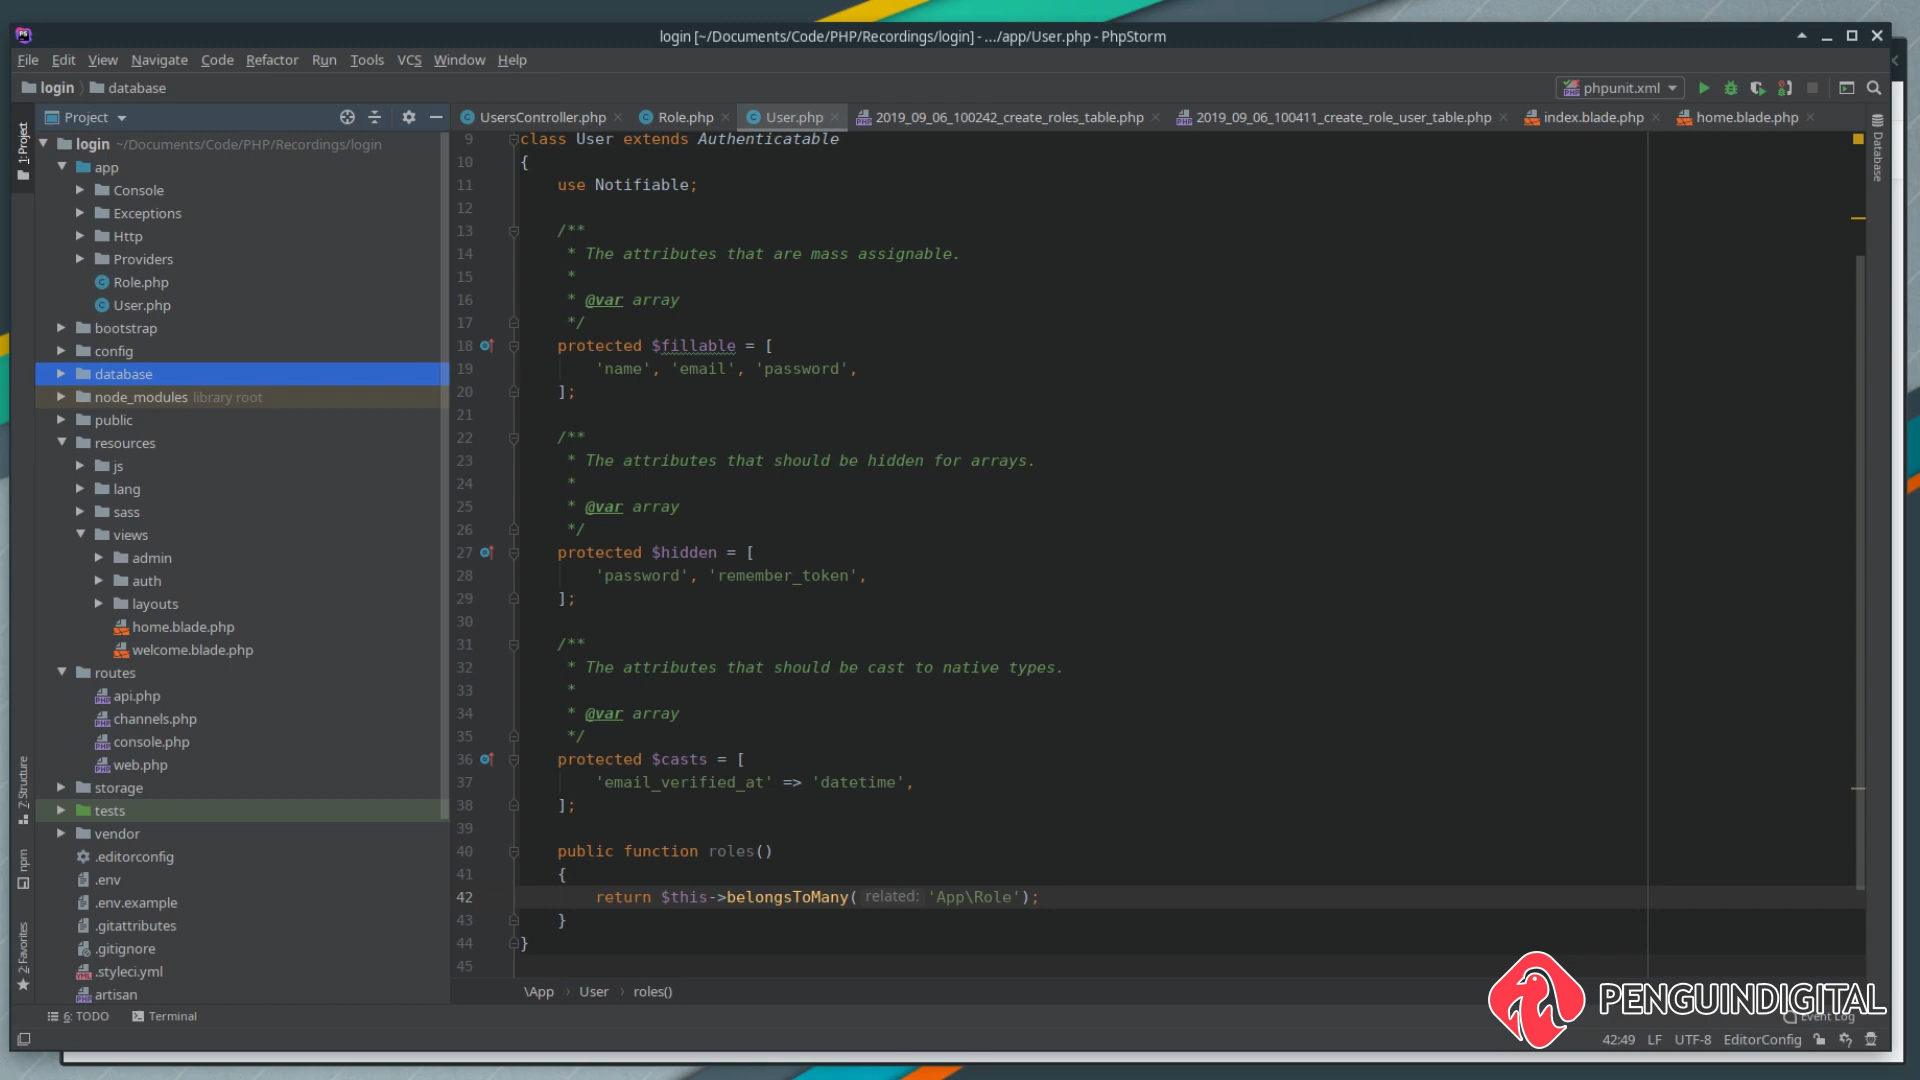 login [~/Documents/Code/PHP/Recordings/login] - .../app/User.php - PhpStorm
File Edit View Navigate Code Refactor Run Tools VCS Window Help
login database
phpunit.xml
Project
UsersController.php Role.php User.php 2019_09_06_100242_create_roles_table.php 2019_09_06_100411_create_role_user_table.php index.blade.php home.blade.php
1: Project
7: Structure
npm
2: Favorites
Database
login ~/Documents/Code/PHP/Recordings/login
app
Console
Exceptions
Http
Providers
Role.php
User.php
bootstrap
config
database
node_modules library root
public
resources
js
lang
sass
views
admin
auth
layouts
home.blade.php
welcome.blade.php
routes
api.php
channels.php
console.php
web.php
storage
tests
vendor
.editorconfig
.env
.env.example
.gitattributes
.gitignore
.styleci.yml
artisan
9 class User extends Authenticatable
10 {
11 use Notifiable;
12
13 /**
14 * The attributes that are mass assignable.
15 *
16 * @var array
17 */
18 protected $fillable = [
19 'name', 'email', 'password',
20 ];
21
22 /**
23 * The attributes that should be hidden for arrays.
24 *
25 * @var array
26 */
27 protected $hidden = [
28 'password', 'remember_token',
29 ];
30
31 /**
32 * The attributes that should be cast to native types.
33 *
34 * @var array
35 */
36 protected $casts = [
37 'email_verified_at' => 'datetime',
38 ];
39
40 public function roles()
41 {
42 return $this->belongsToMany( related: 'App\Role');
43 }
44 }
45
\App › User › roles()
6: TODO Terminal
Event Log
PENGUINDIGITAL
42:49 LF UTF-8 EditorConfig